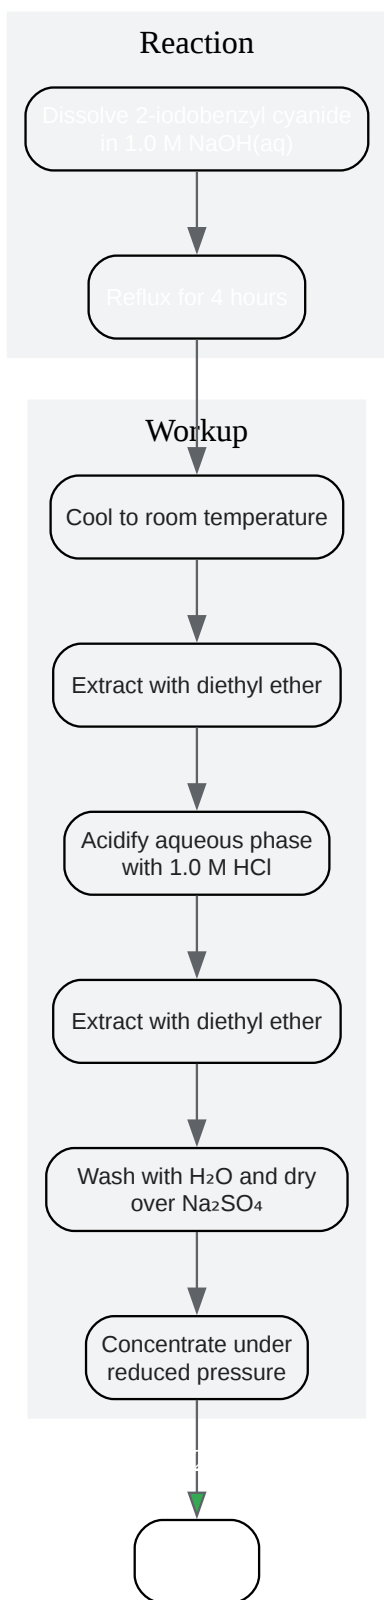 Reaction
Dissolve 2-iodobenzyl cyanide
in 1.0 M NaOH(aq)
Reflux for 4 hours
Workup
Cool to room temperature
Extract with diethyl ether
Acidify aqueous phase
with 1.0 M HCl
Extract with diethyl ether
Wash with H₂O and dry
over Na₂SO₄
Concentrate under
reduced pressure